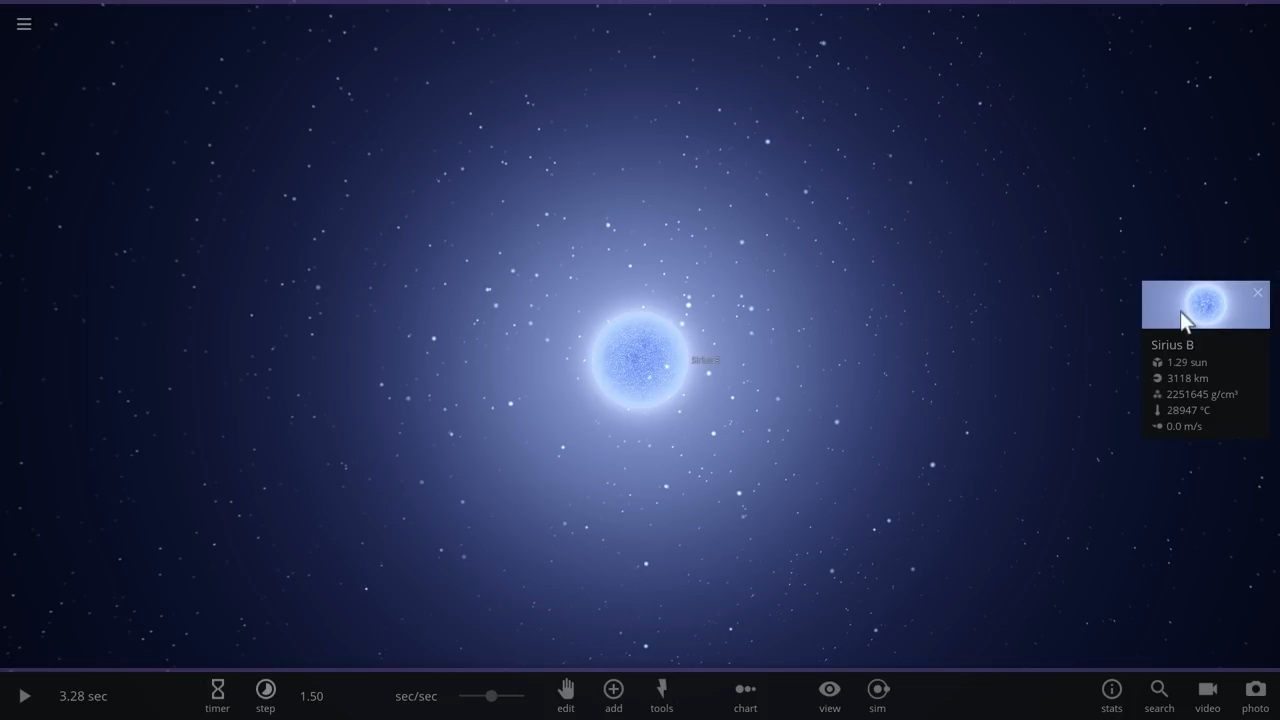 Sirius B
Sirius B
1.29 sun
3118 km
2251645 g/cm³
28947 °C
0.0 m/s
3.28 sec
timer
step
1.50
sec/sec
edit
add
tools
chart
view
sim
stats
search
video
photo